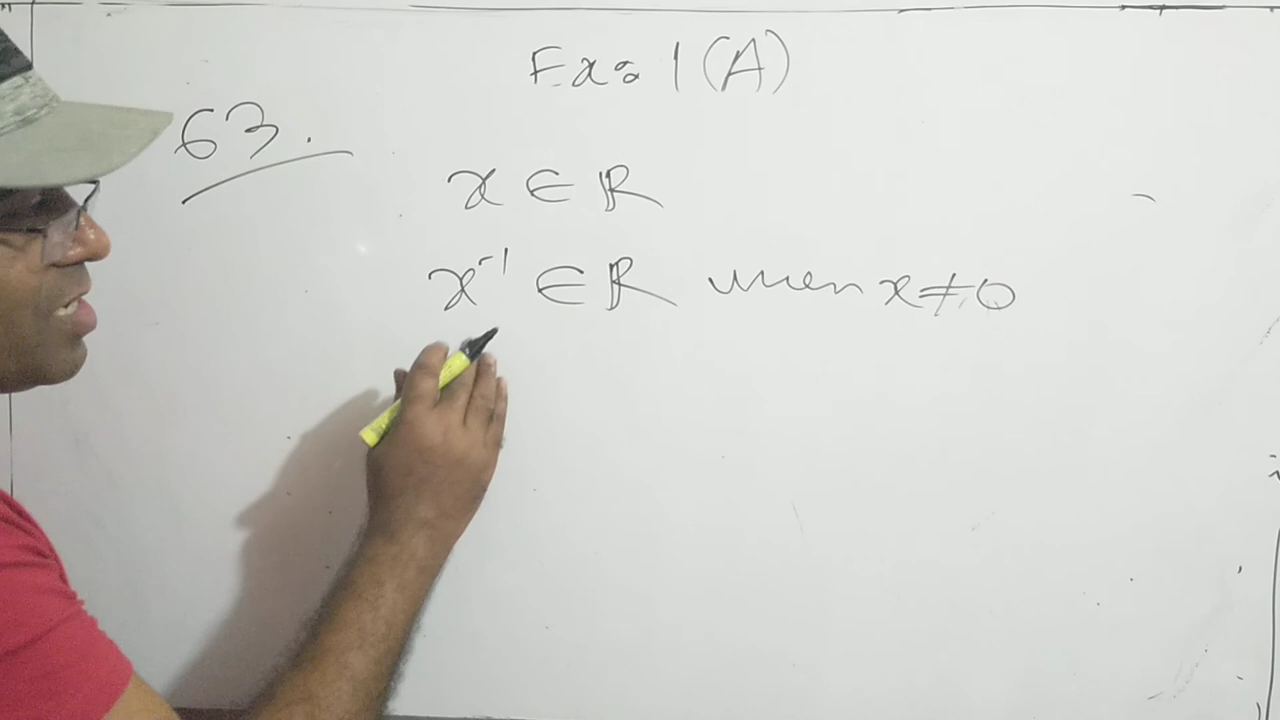 Ex: 1(A)
63.
x ∈ ℝ
x⁻¹ ∈ ℝ when x ≠ 0